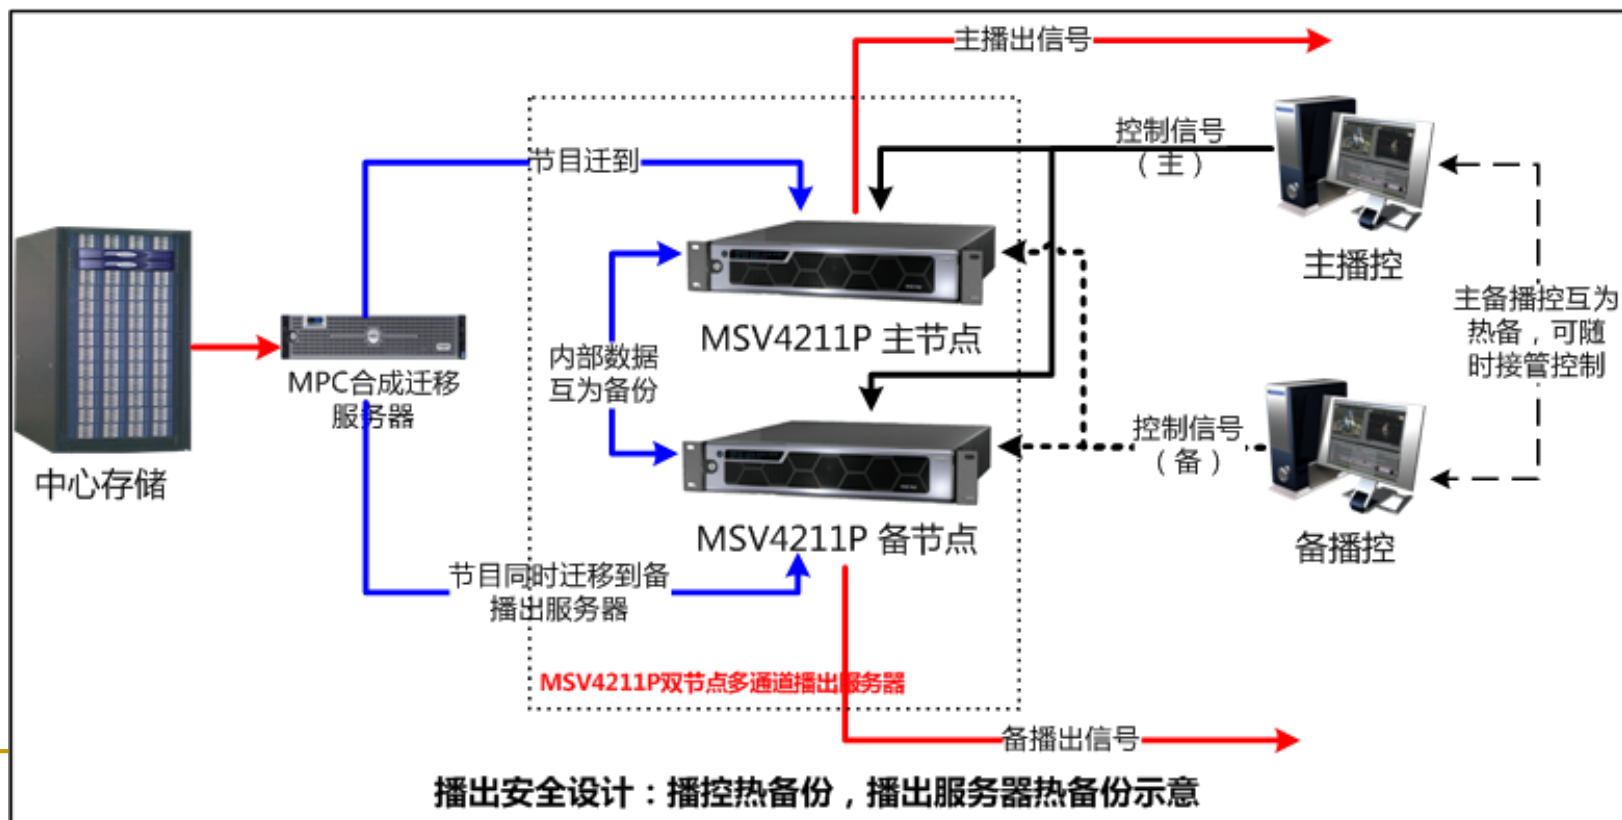 主播出信号
控制信号
（主）
节目迁到
主播控
MSV4211P 主节点
主备播控互为
热备，可随
时接管控制
内部数据
互为备份
MPC合成迁移
服务器
中心存储
控制信号
（备）
MSV4211P 备节点
备播控
节目同时迁移到备
播出服务器
MSV4211P双节点多通道播出服务器
备播出信号
播出安全设计：播控热备份，播出服务器热备份示意